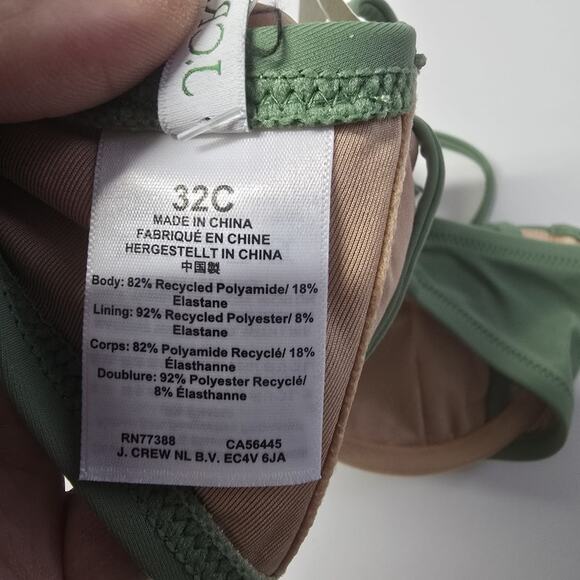 J.CR
32C
MADE IN CHINA
FABRIQUÉ EN CHINE
HERGESTELLT IN CHINA
中国製
Body: 82% Recycled Polyamide/ 18%
Elastane
Lining: 92% Recycled Polyester/ 8%
Elastane
Corps: 82% Polyamide Recyclé/ 18%
Élasthanne
Doublure: 92% Polyester Recyclé/
8% Élasthanne
RN77388 CA56445
J. CREW NL B.V. EC4V 6JA